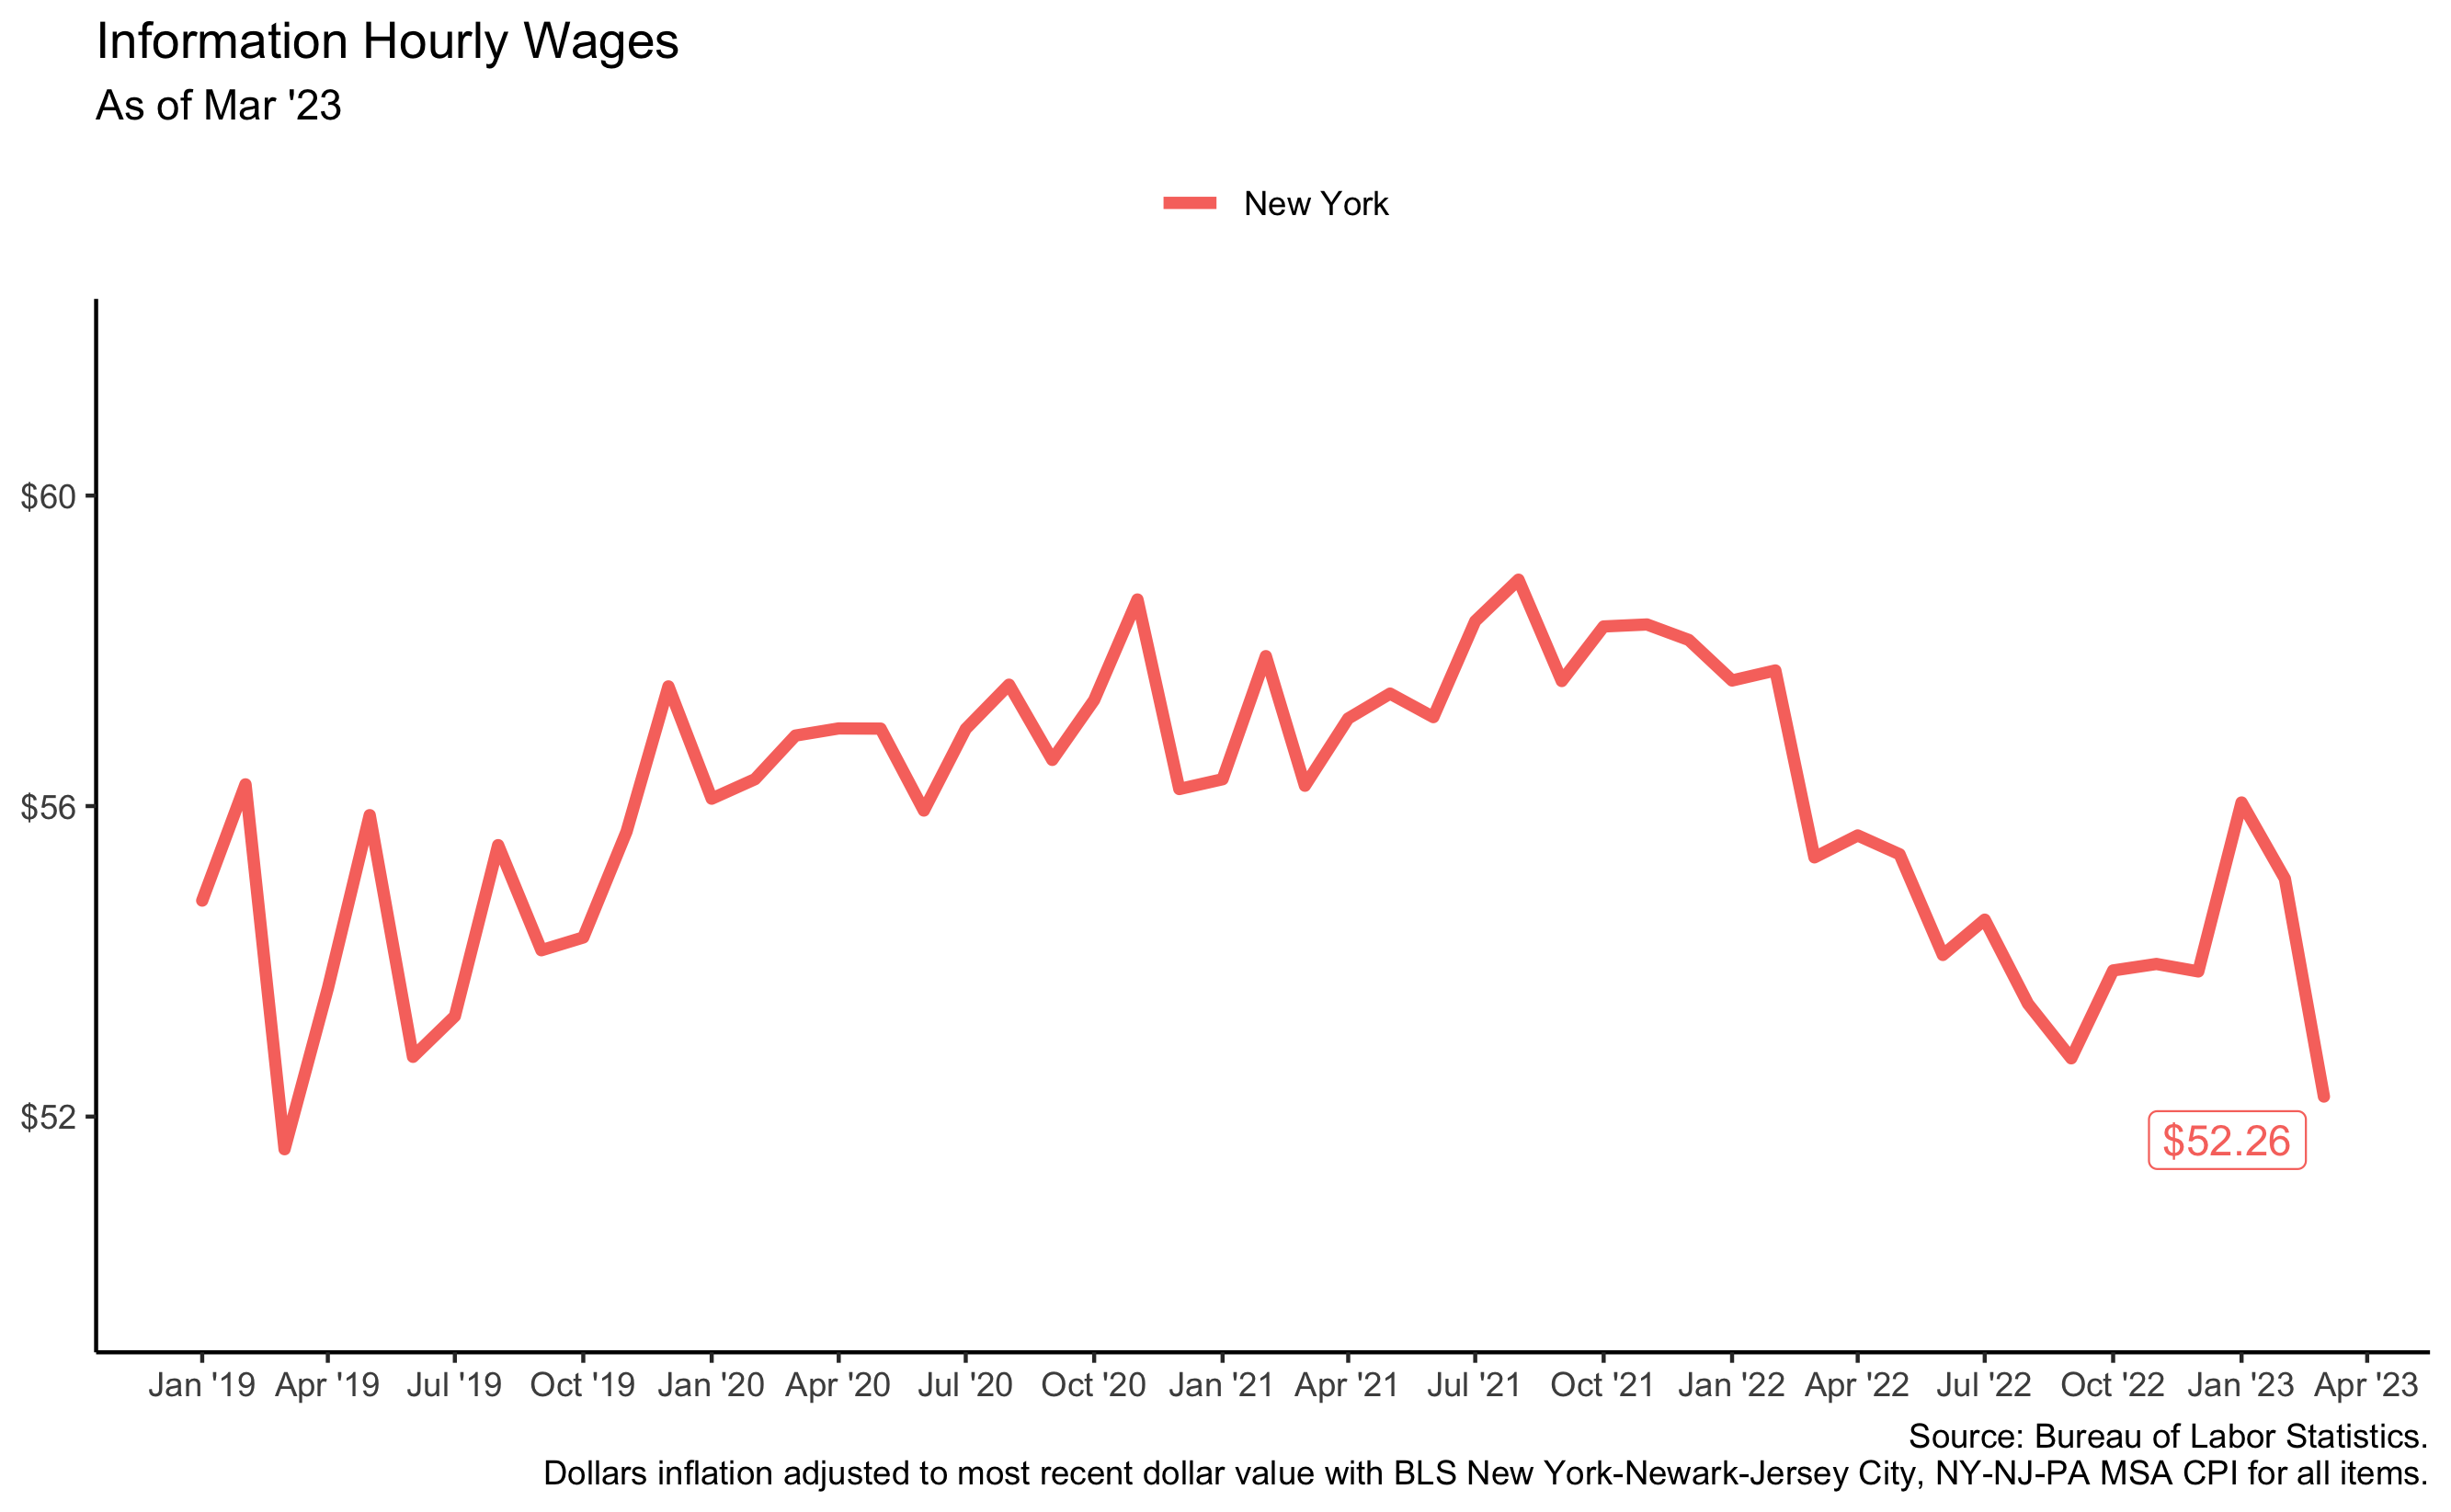 Information Hourly Wages
As of Mar '23
New York
$60
$56
$52
$52.26
Jan '19 Apr '19 Jul '19 Oct '19 Jan '20 Apr '20 Jul '20 Oct '20 Jan '21 Apr '21 Jul '21 Oct '21 Jan '22 Apr '22 Jul '22 Oct '22 Jan '23 Apr '23
Source: Bureau of Labor Statistics.
Dollars inflation adjusted to most recent dollar value with BLS New York-Newark-Jersey City, NY-NJ-PA MSA CPI for all items.